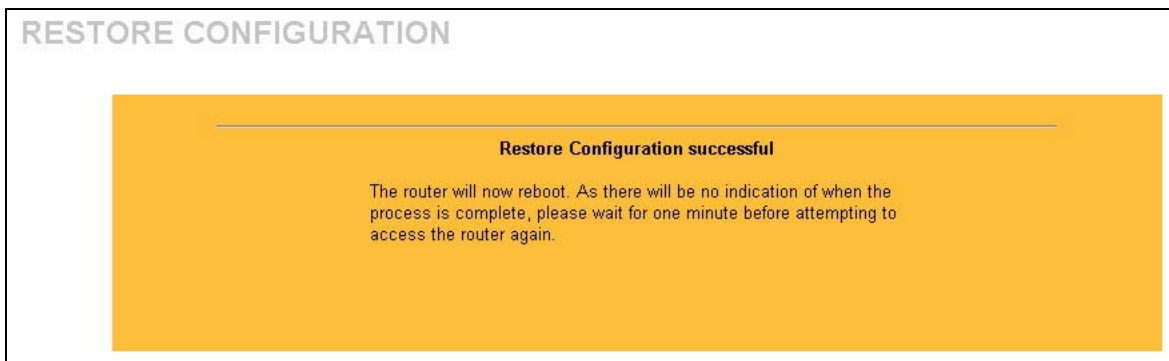 RESTORE CONFIGURATION
Restore Configuration successful
The router will now reboot. As there will be no indication of when the
process is complete, please wait for one minute before attempting to
access the router again.